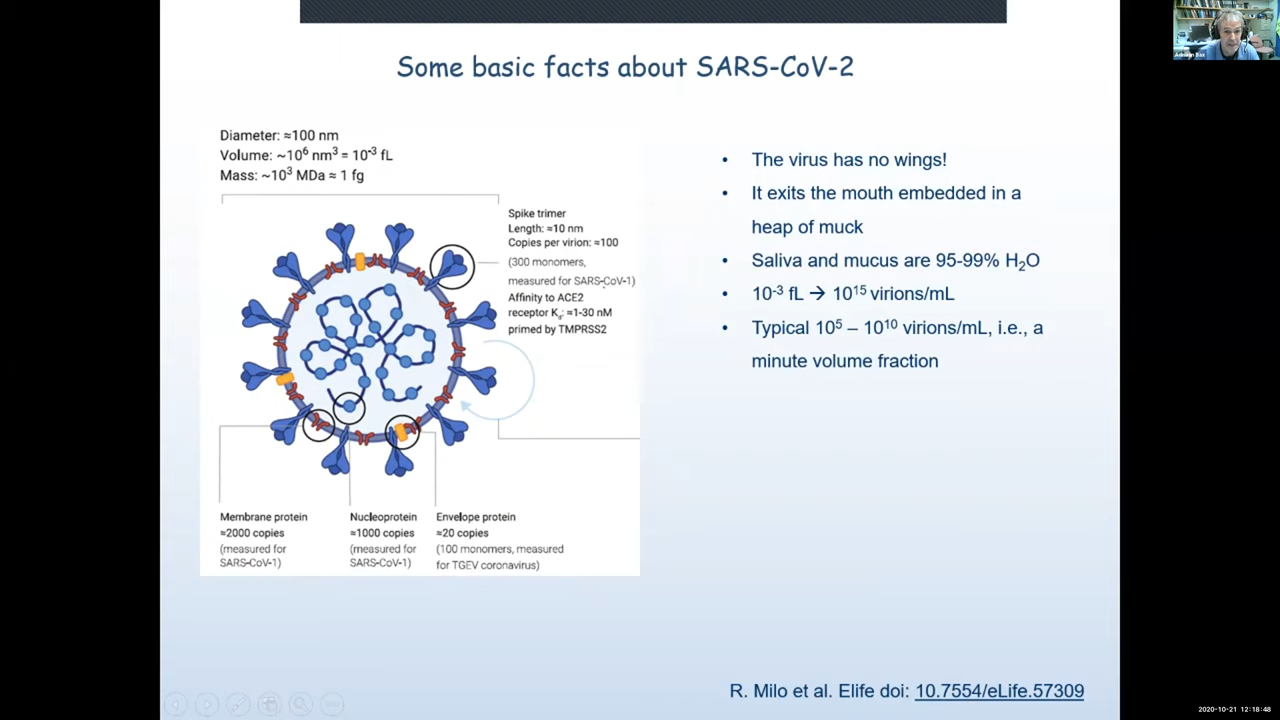 Some basic facts about SARS-CoV-2
Diameter: ≈100 nm
Volume: ~10⁶ nm³ = 10⁻³ fL
Mass: ~10³ MDa ≈ 1 fg
Spike trimer
Length: ≈10 nm
Copies per virion: ≈100
(300 monomers,
measured for SARS-CoV-1)
Affinity to ACE2
receptor K_d: ≈1-30 nM
primed by TMPRSS2
Membrane protein
≈2000 copies
(measured for
SARS-CoV-1)
Nucleoprotein
≈1000 copies
(measured for
SARS-CoV-1)
Envelope protein
≈20 copies
(100 monomers, measured
for TGEV coronavirus)
• The virus has no wings!
• It exits the mouth embedded in a
heap of muck
• Saliva and mucus are 95-99% H₂O
• 10⁻³ fL → 10¹⁵ virions/mL
• Typical 10⁵ – 10¹⁰ virions/mL, i.e., a
minute volume fraction
R. Milo et al. Elife doi: 10.7554/eLife.57309
2020-10-21 12:18:48